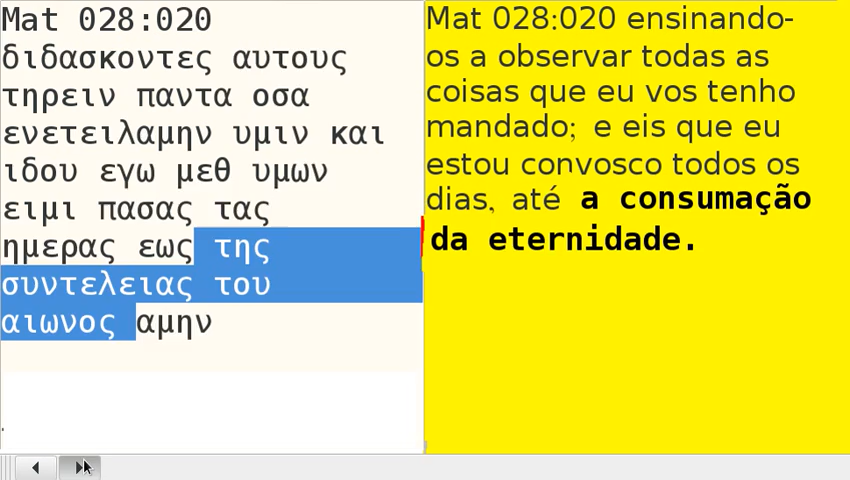 Mat 028:020
διδασκοντες αυτους
τηρειν παντα οσα
ενετειλαμην υμιν και
ιδου εγω μεθ υμων
ειμι πασας τας
ημερας εως της
συντελειας του
αιωνος αμην
Mat 028:020 ensinando-
os a observar todas as
coisas que eu vos tenho
mandado; e eis que eu
estou convosco todos os
dias, até a consumação
da eternidade.